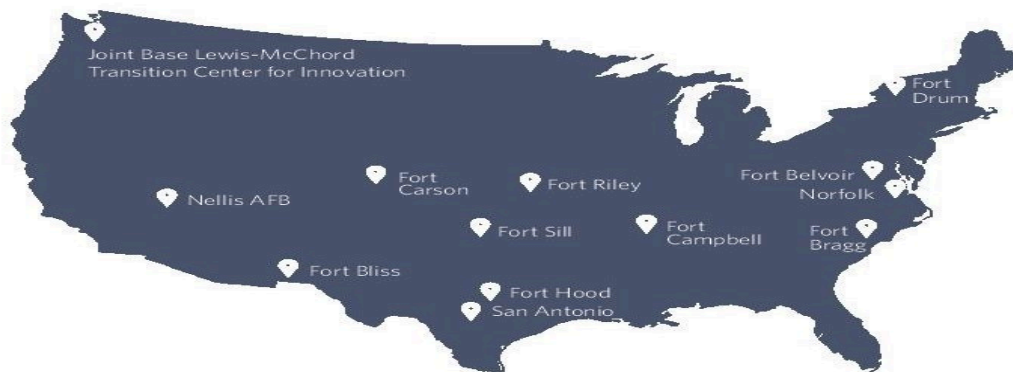 Joint Base Lewis-McChord
Transition Center for Innovation
Fort
Drum
Fort Belvoir
Norfolk
Fort
Carson
Fort Riley
Nellis AFB
Fort Sill
Fort
Campbell
Fort
Bragg
Fort Bliss
Fort Hood
San Antonio